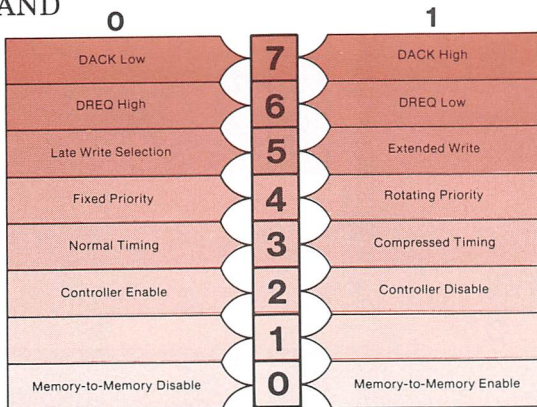 AND
0 1
DACK Low 7 DACK High
DREQ High 6 DREQ Low
Late Write Selection 5 Extended Write
Fixed Priority 4 Rotating Priority
Normal Timing 3 Compressed Timing
Controller Enable 2 Controller Disable
1
Memory-to-Memory Disable 0 Memory-to-Memory Enable